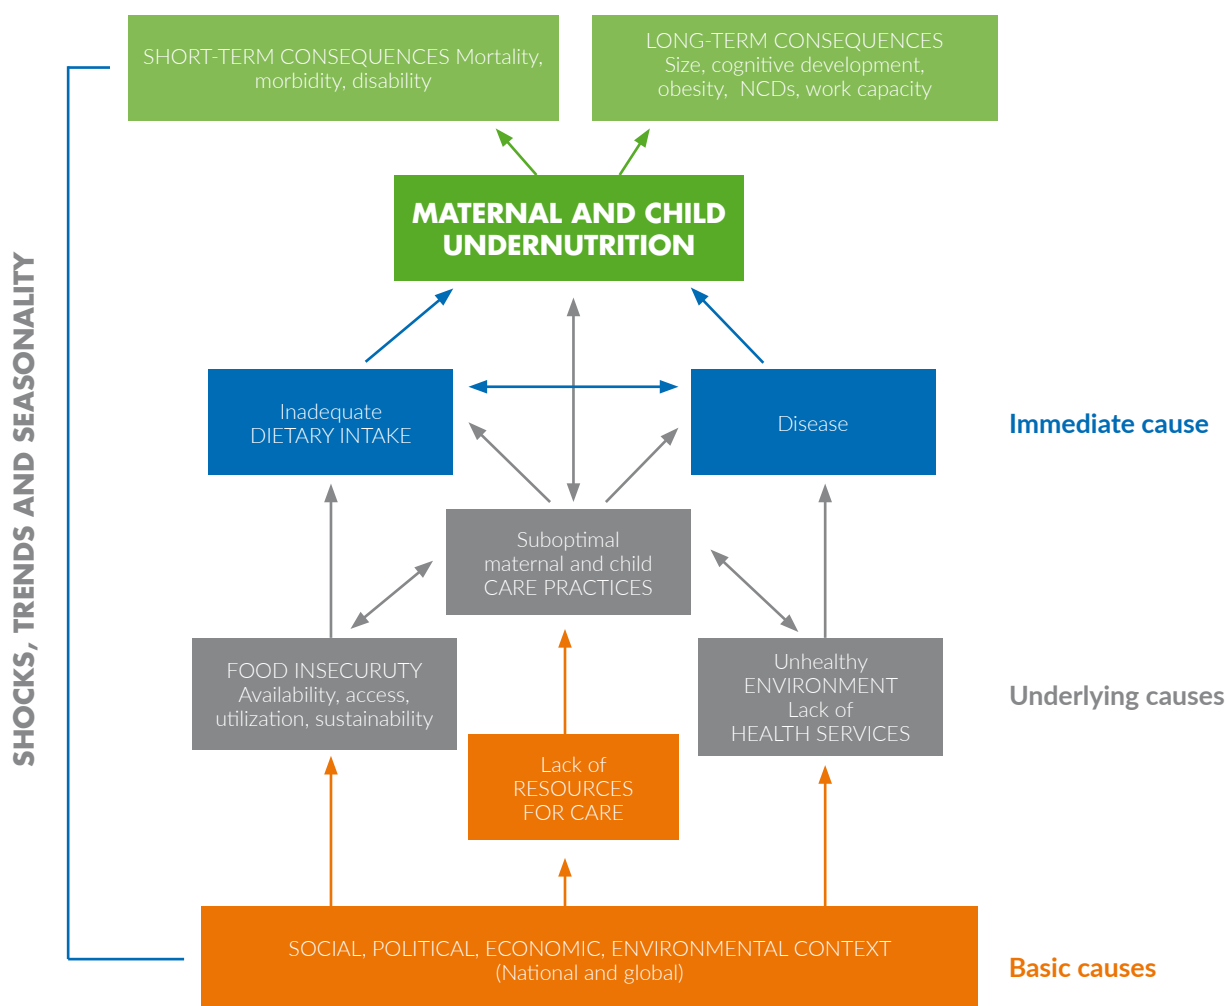 SHORT-TERM CONSEQUENCES Mortality,
morbidity, disability
LONG-TERM CONSEQUENCES
Size, cognitive development,
obesity, NCDs, work capacity
MATERNAL AND CHILD
UNDERNUTRITION
SHOCKS, TRENDS AND SEASONALITY
Inadequate
DIETARY INTAKE
Disease
Immediate cause
Suboptimal
maternal and child
CARE PRACTICES
FOOD INSECURUTY
Availability, access,
utilization, sustainability
Unhealthy
ENVIRONMENT
Lack of
HEALTH SERVICES
Underlying causes
Lack of
RESOURCES
FOR CARE
SOCIAL, POLITICAL, ECONOMIC, ENVIRONMENTAL CONTEXT
(National and global)
Basic causes